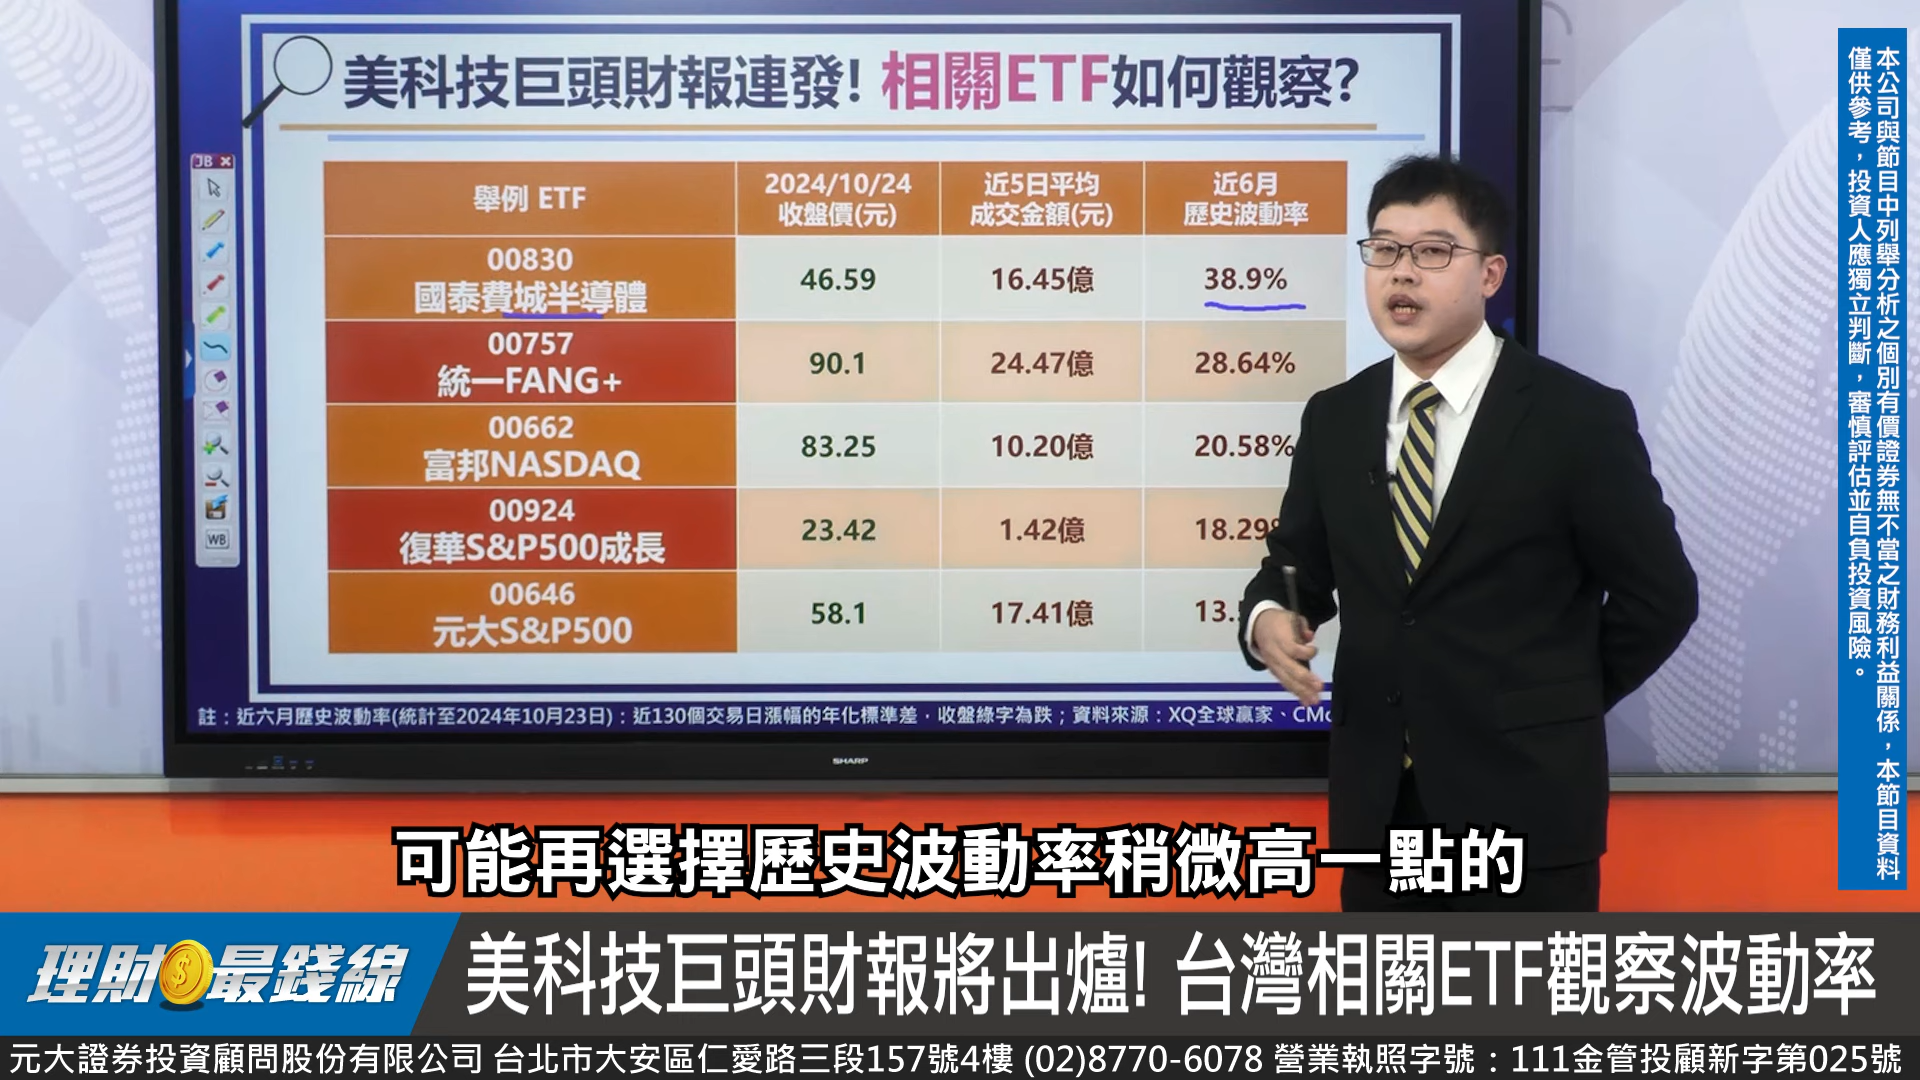 美科技巨頭財報連發! 相關ETF如何觀察?
JB
舉例 ETF
2024/10/24
收盤價(元)
近5日平均
成交金額(元)
近6月
歷史波動率
00830
國泰費城半導體
46.59
16.45億
38.9%
00757
統一FANG+
90.1
24.47億
28.64%
00662
富邦NASDAQ
83.25
10.20億
20.58%
00924
復華S&P500成長
23.42
1.42億
18.29%
00646
元大S&P500
58.1
17.41億
13.
WB
註：近六月歷史波動率(統計至2024年10月23日)：近130個交易日漲幅的年化標準差．收盤綠字為跌；資料來源：XQ全球贏家、CMo
SHARP
本公司與節目中列舉分析之個別有價證券無不當之財務利益關係，本節目資料
僅供參考，投資人應獨立判斷，審慎評估並自負投資風險。
可能再選擇歷史波動率稍微高一點的
理財最錢線
美科技巨頭財報將出爐! 台灣相關ETF觀察波動率
元大證券投資顧問股份有限公司 台北市大安區仁愛路三段157號4樓 (02)8770-6078 營業執照字號：111金管投顧新字第025號